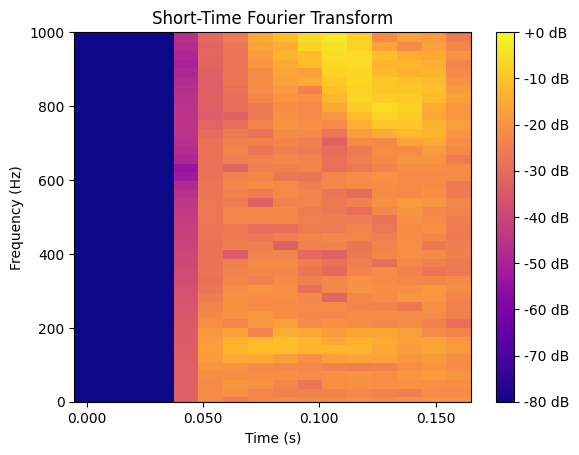 Short-Time Fourier Transform
1000
800
600
400
200
0
Frequency (Hz)
0.000
0.050
0.100
0.150
Time (s)
+0 dB
-10 dB
-20 dB
-30 dB
-40 dB
-50 dB
-60 dB
-70 dB
-80 dB